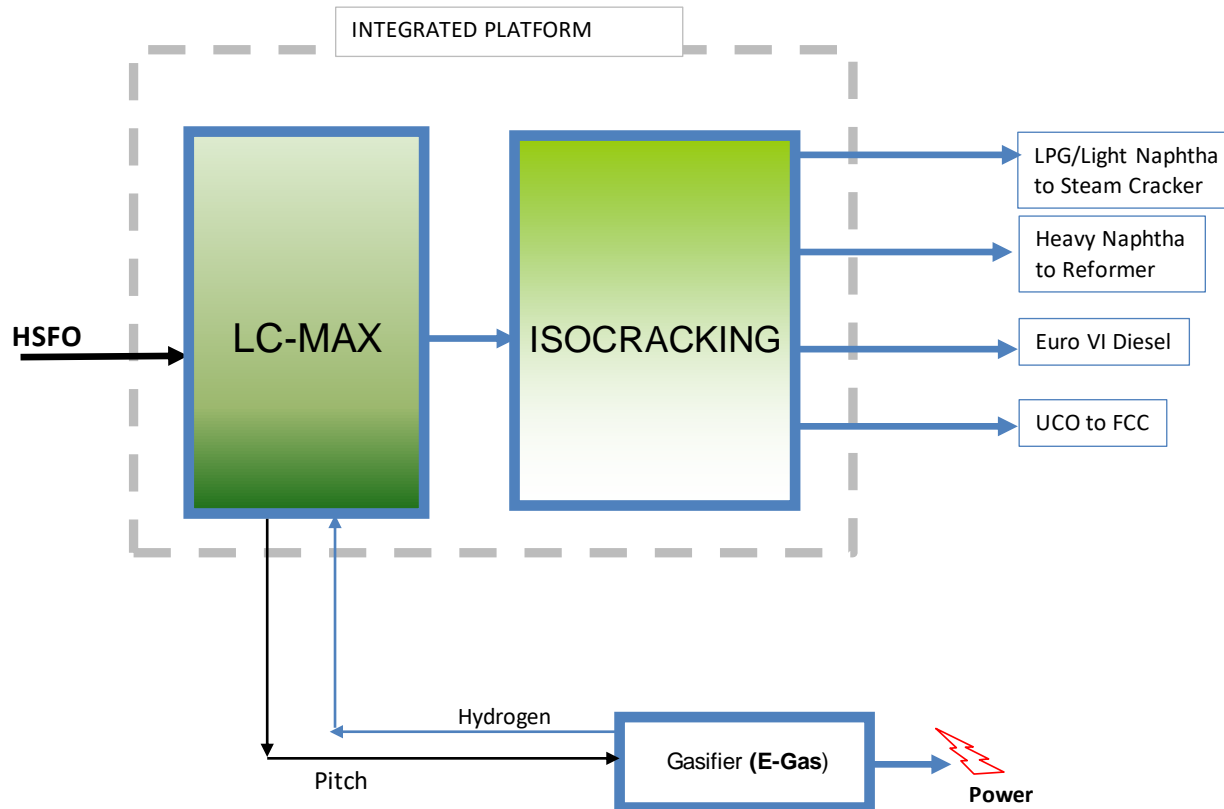 INTEGRATED PLATFORM
LPG/Light Naphtha
to Steam Cracker
Heavy Naphtha
to Reformer
HSFO
LC-MAX
ISOCRACKING
Euro VI Diesel
UCO to FCC
Hydrogen
Pitch
Gasifier (E-Gas)
Power